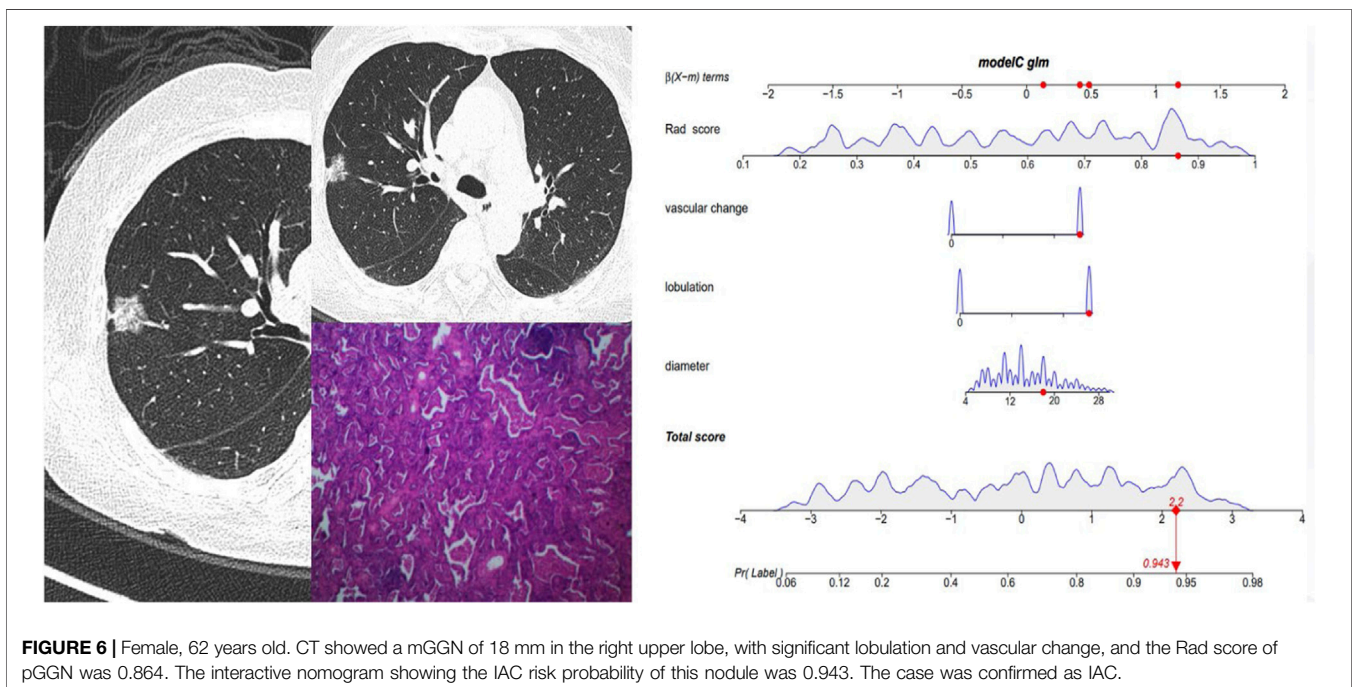 modelC glm
β(X−m) terms
−2 −1.5 −1 −0.5 0 0.5 1 1.5 2
Rad score
0.1 0.2 0.3 0.4 0.5 0.6 0.7 0.8 0.9 1
vascular change
0
lobulation
0
diameter
4 12 20 28
Total score
2.2
−4 −3 −2 −1 0 1 2 3 4
0.943
Pr( Label )
0.06 0.12 0.2 0.4 0.6 0.8 0.9 0.95 0.98
FIGURE 6 | Female, 62 years old. CT showed a mGGN of 18 mm in the right upper lobe, with significant lobulation and vascular change, and the Rad score of
pGGN was 0.864. The interactive nomogram showing the IAC risk probability of this nodule was 0.943. The case was confirmed as IAC.